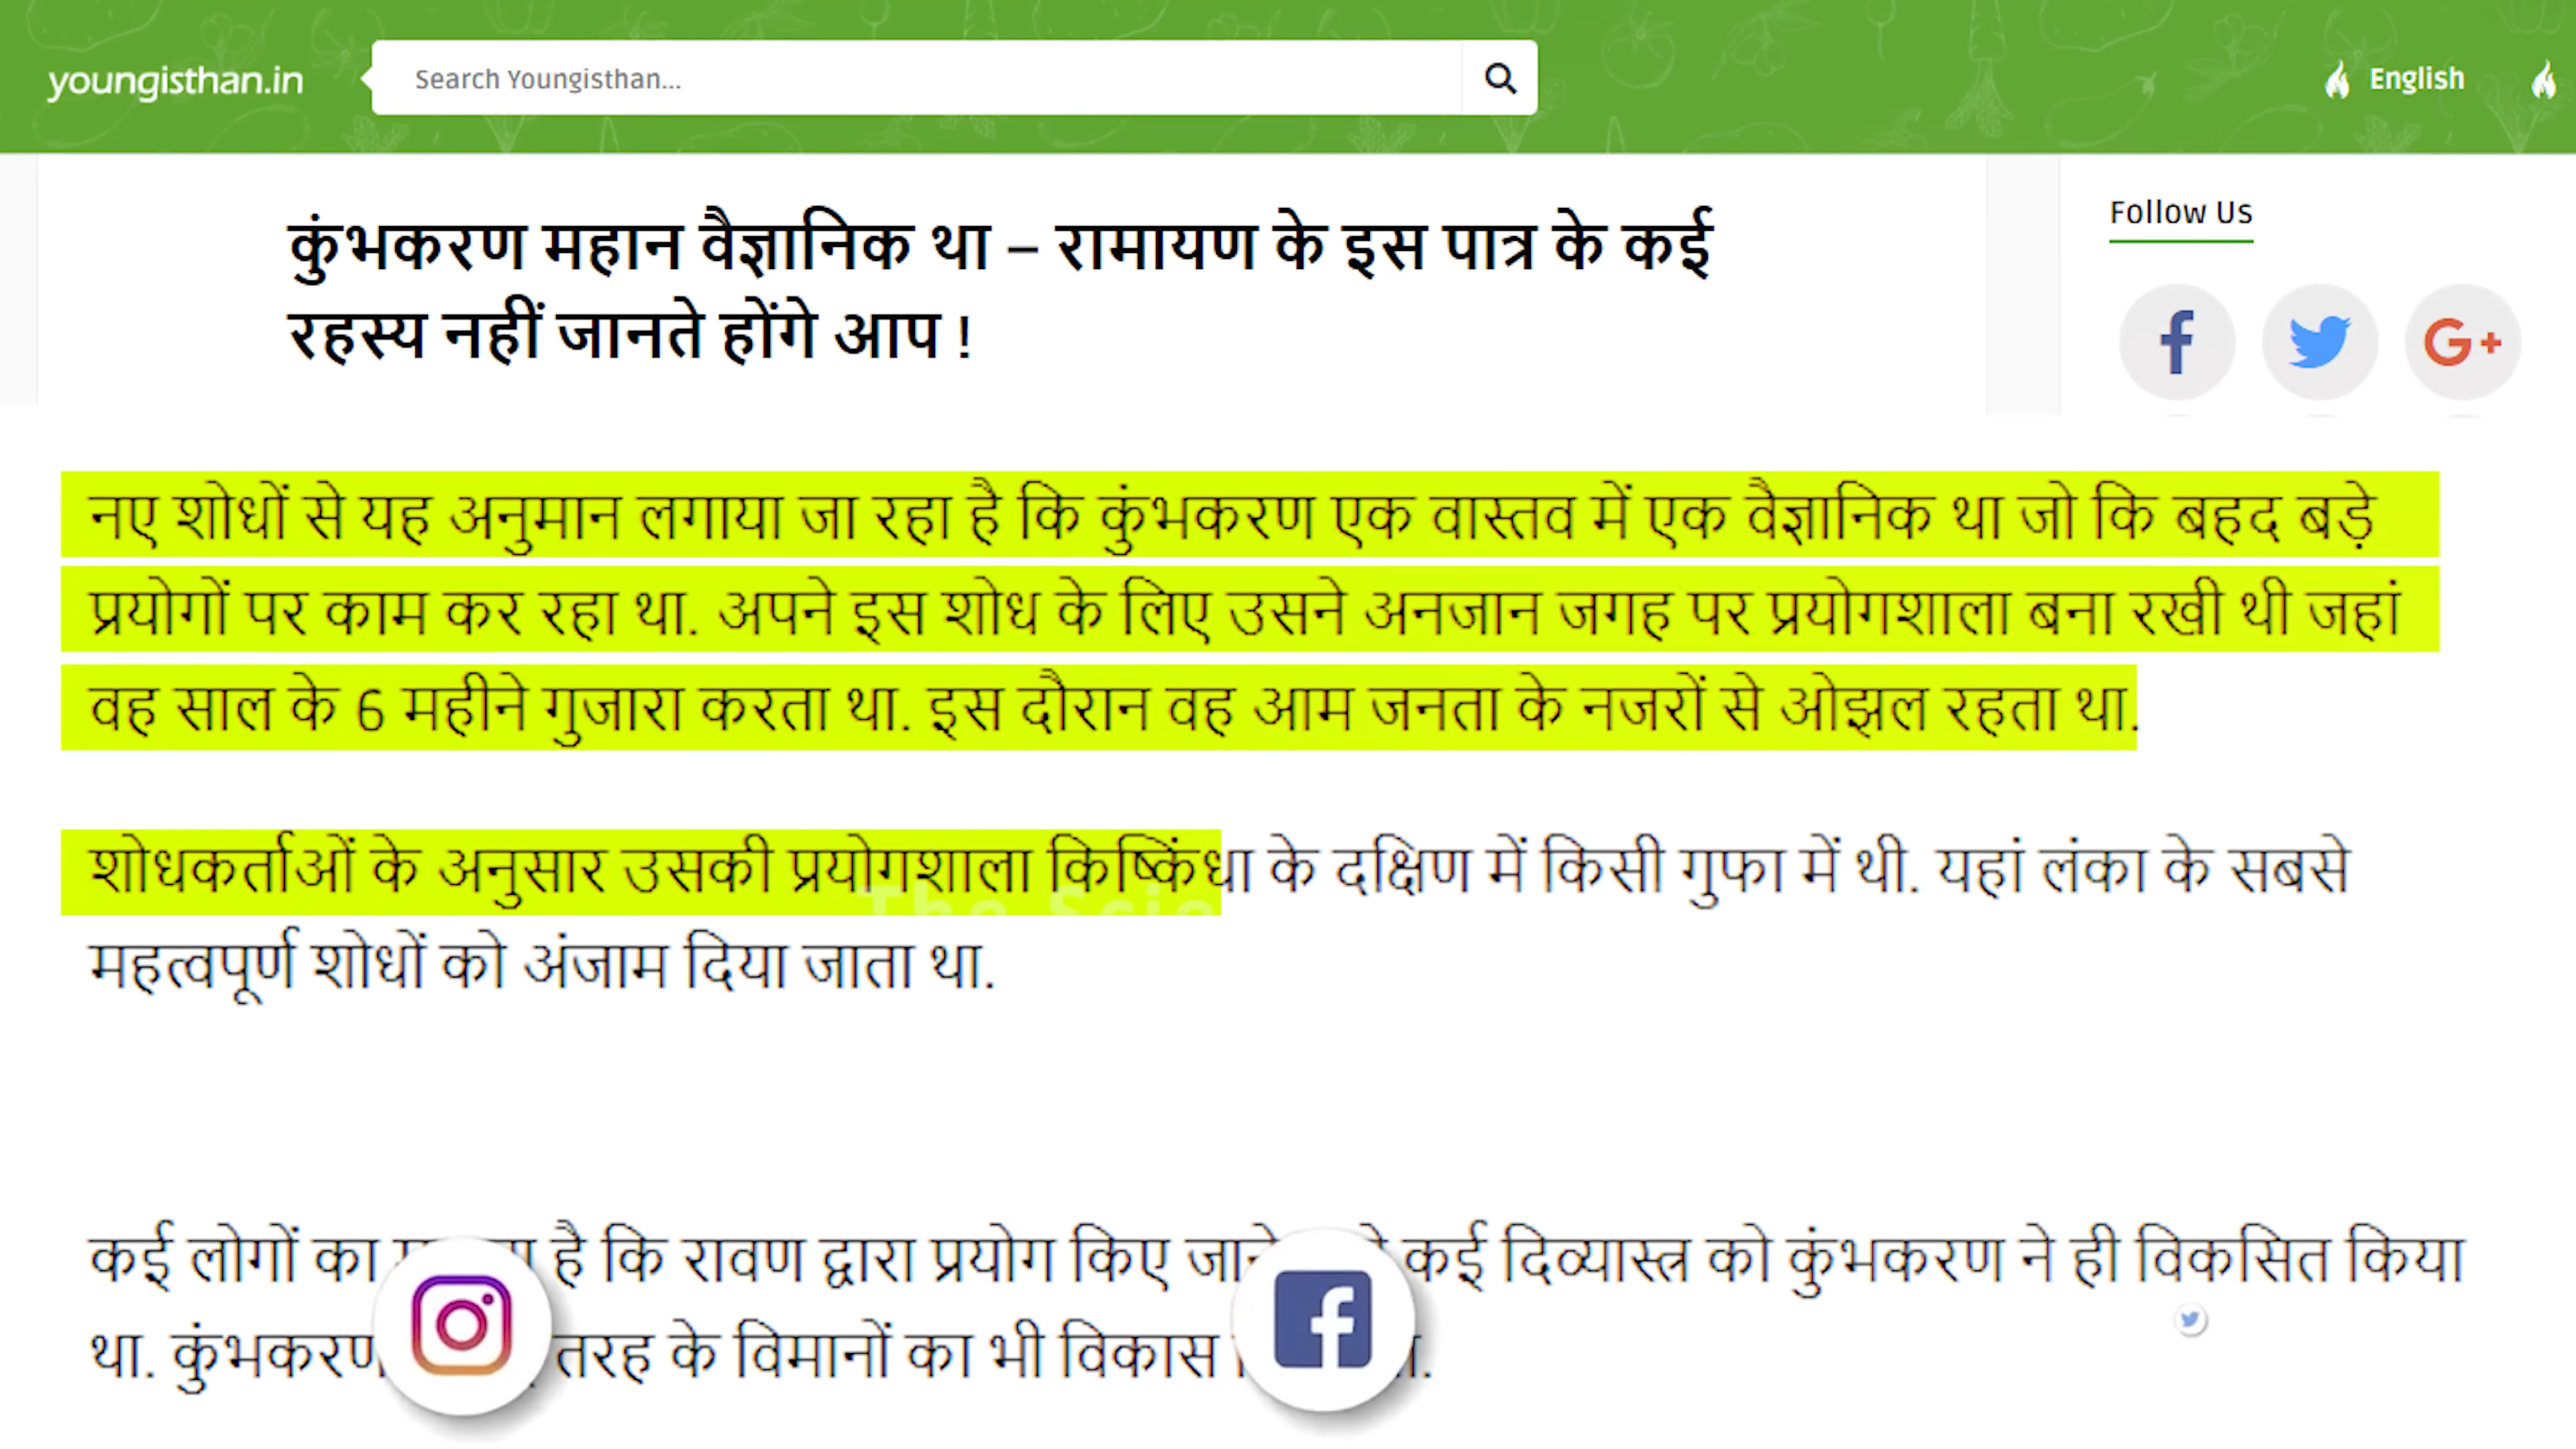 youngisthan.in
Search Youngisthan...
English
कुंभकरण महान वैज्ञानिक था – रामायण के इस पात्र के कई
रहस्य नहीं जानते होंगे आप !
Follow Us
नए शोधों से यह अनुमान लगाया जा रहा है कि कुंभकरण एक वास्तव में एक वैज्ञानिक था जो कि बहद बड़े
प्रयोगों पर काम कर रहा था. अपने इस शोध के लिए उसने अनजान जगह पर प्रयोगशाला बना रखी थी जहां
वह साल के 6 महीने गुजारा करता था. इस दौरान वह आम जनता के नजरों से ओझल रहता था.
शोधकर्ताओं के अनुसार उसकी प्रयोगशाला किष्किंधा के दक्षिण में किसी गुफा में थी. यहां लंका के सबसे
The Scie
महत्वपूर्ण शोधों को अंजाम दिया जाता था.
कई लोगों का है कि रावण द्वारा प्रयोग किए कई दिव्यास्त्र को कुंभकरण ने ही विकसित किया
था. कुंभकरण तरह के विमानों का भी विकास